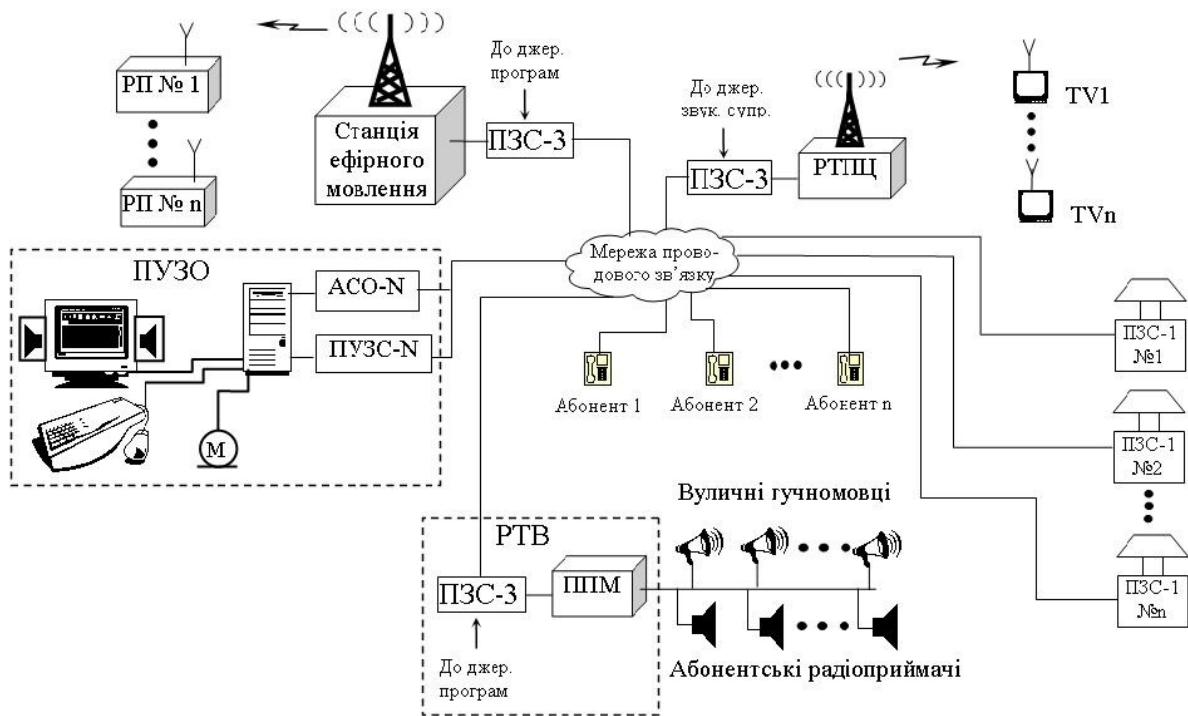 РП № 1
РП № n
Станція
ефірного
мовлення
До джер.
програм
ПЗС-3
До джер.
звук. супр.
ПЗС-3
РТПЦ
TV1
TVn
ПУЗО
АСО-N
ПУЗС-N
М
Мережа прово-
дового зв’язку
Абонент 1
Абонент 2
Абонент n
ПЗС-1
№1
ПЗС-1
№2
ПЗС-1
№n
РТВ
ПЗС-3
ППМ
До джер.
програм
Вуличні гучномовці
Абонентські радіоприймачі